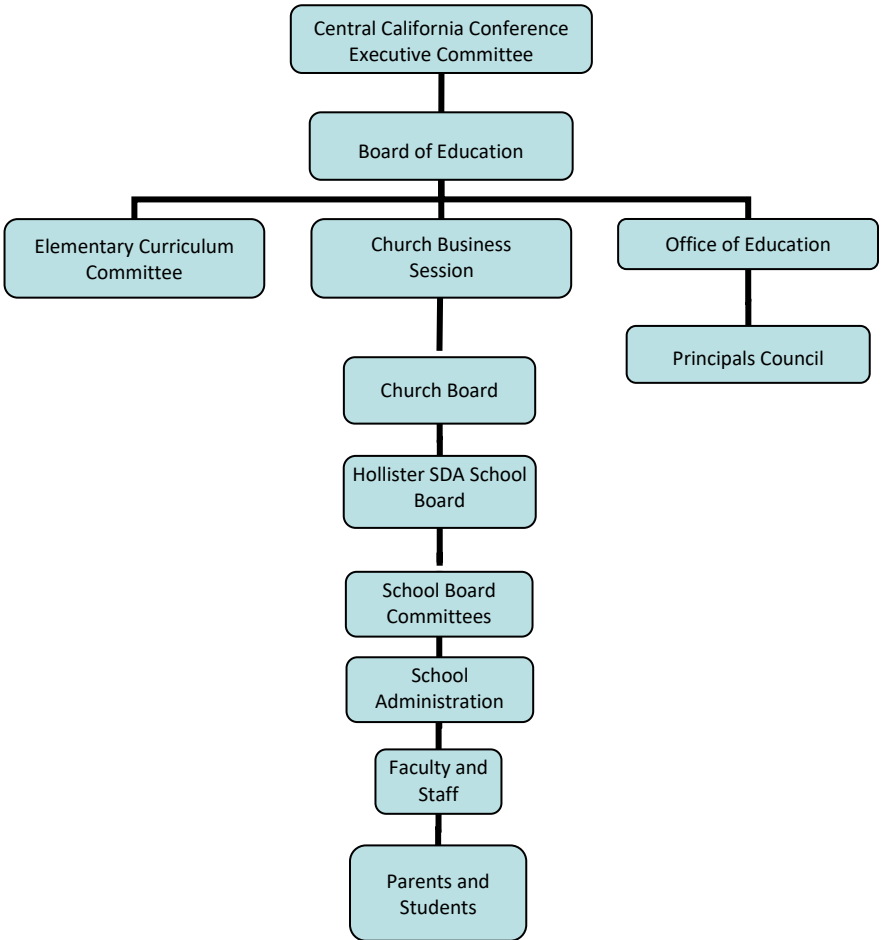 Central California Conference
Executive Committee
Board of Education
Elementary Curriculum
Committee
Church Business
Session
Office of Education
Principals Council
Church Board
Hollister SDA School
Board
School Board
Committees
School
Administration
Faculty and
Staff
Parents and
Students